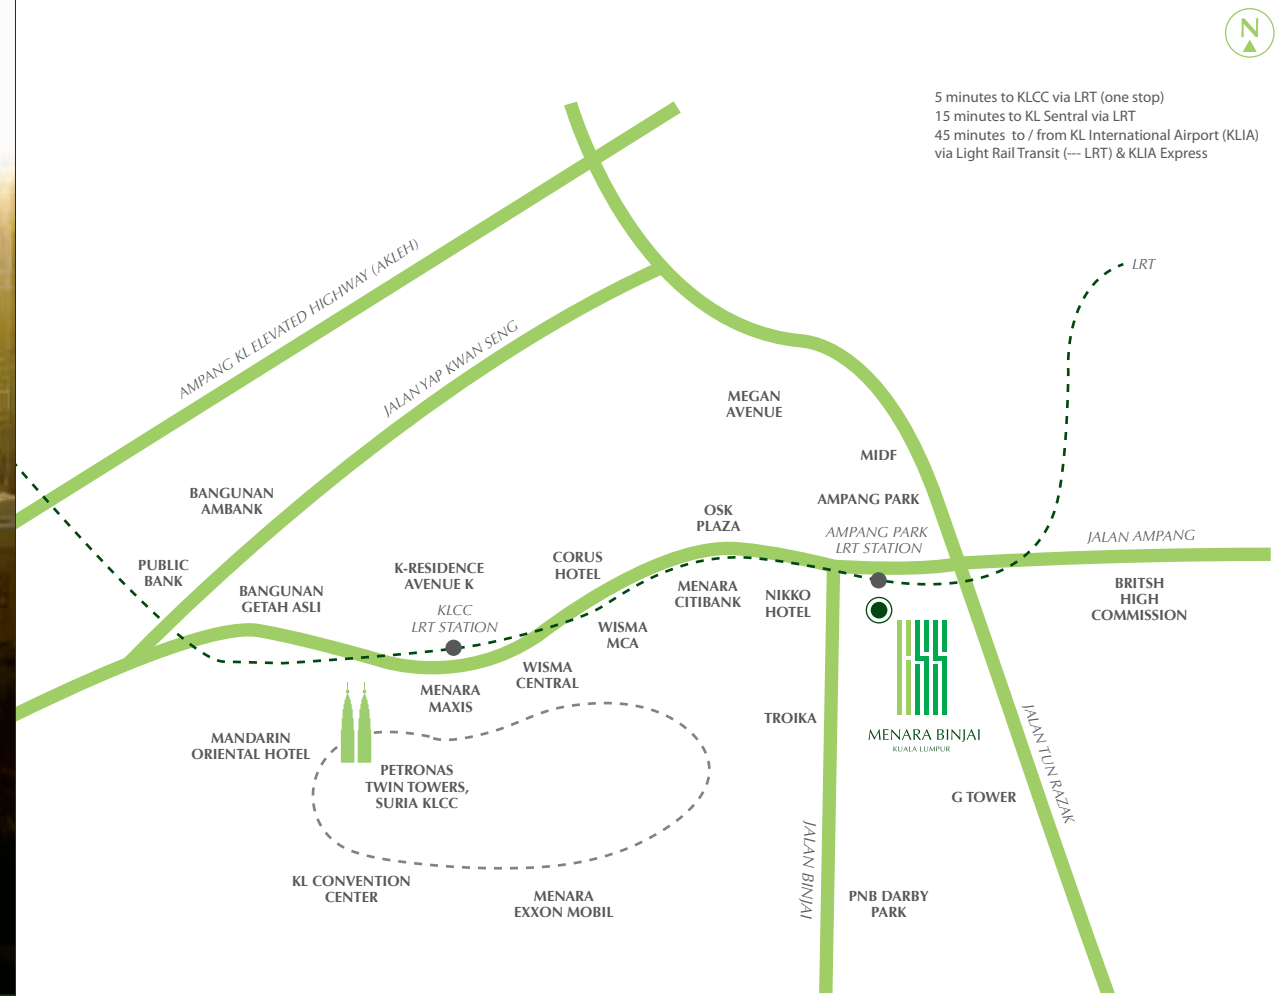 N
5 minutes to KLCC via LRT (one stop)
15 minutes to KL Sentral via LRT
45 minutes to / from KL International Airport (KLIA)
via Light Rail Transit (--- LRT) & KLIA Express
LRT
AMPANG KL ELEVATED HIGHWAY (AKLEH)
JALAN YAP KWAN SENG
MEGAN
AVENUE
MIDF
AMPANG PARK
BANGUNAN
AMBANK
OSK
PLAZA
AMPANG PARK
LRT STATION
JALAN AMPANG
PUBLIC
BANK
BANGUNAN
GETAH ASLI
K-RESIDENCE
AVENUE K
CORUS
HOTEL
KLCC
LRT STATION
MENARA
CITIBANK
NIKKO
HOTEL
BRITSH
HIGH
COMMISSION
WISMA
MCA
WISMA
CENTRAL
MENARA
MAXIS
TROIKA
MENARA BINJAI
KUALA LUMPUR
JALAN TUN RAZAK
MANDARIN
ORIENTAL HOTEL
PETRONAS
TWIN TOWERS,
SURIA KLCC
G TOWER
JALAN BINJAI
KL CONVENTION
CENTER
MENARA
EXXON MOBIL
PNB DARBY
PARK